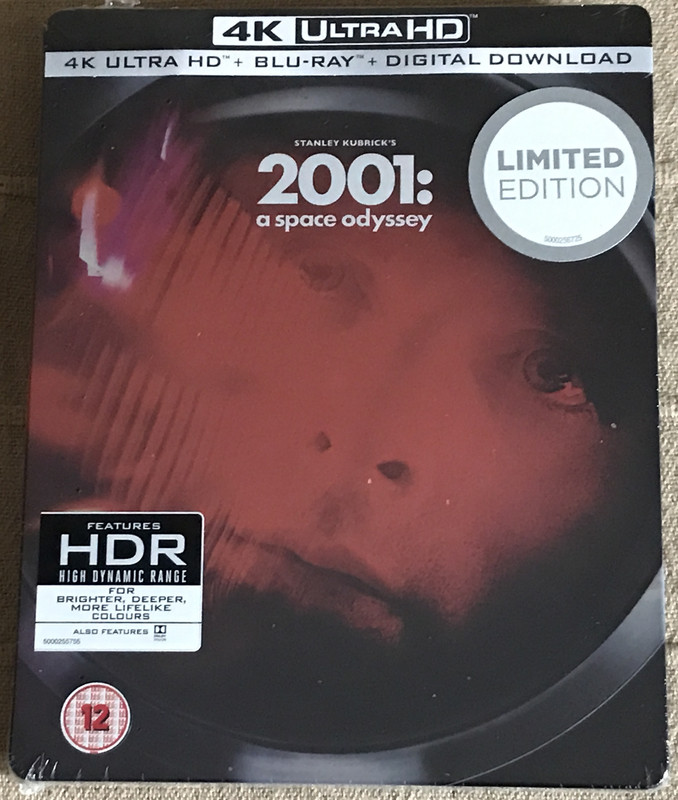 4K ULTRAHD™
4K ULTRA HD™ + BLU-RAY™ + DIGITAL DOWNLOAD
STANLEY KUBRICK'S
2001:
a space odyssey
LIMITED
EDITION
FEATURES
HDR
HIGH DYNAMIC RANGE
FOR
BRIGHTER, DEEPER,
MORE LIFELIKE
COLOURS
ALSO FEATURES
12